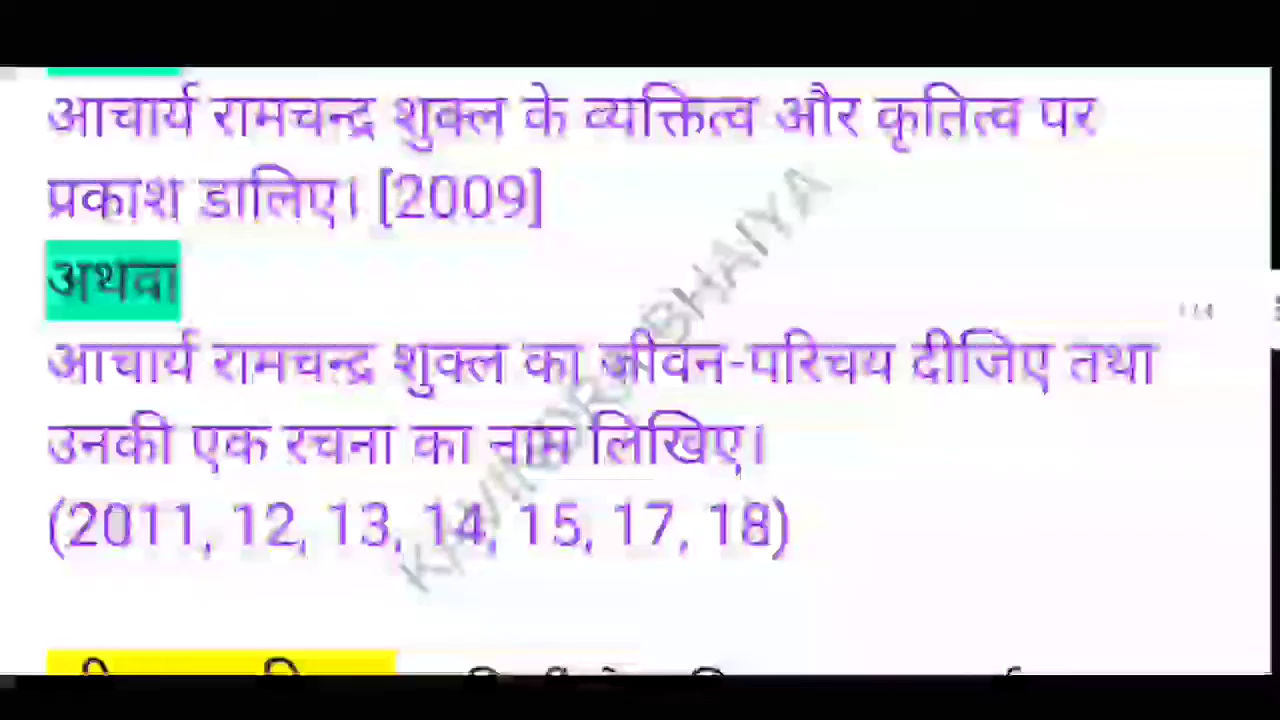 आचार्य रामचन्द्र शुक्ल के व्यक्तित्व और कृतित्व पर
प्रकाश डालिए। [2009]
अथवा
आचार्य रामचन्द्र शुक्ल का जीवन-परिचय दीजिए तथा
उनकी एक रचना का नाम लिखिए।
(2011, 12, 13, 14, 15, 17, 18)
BHAIYA